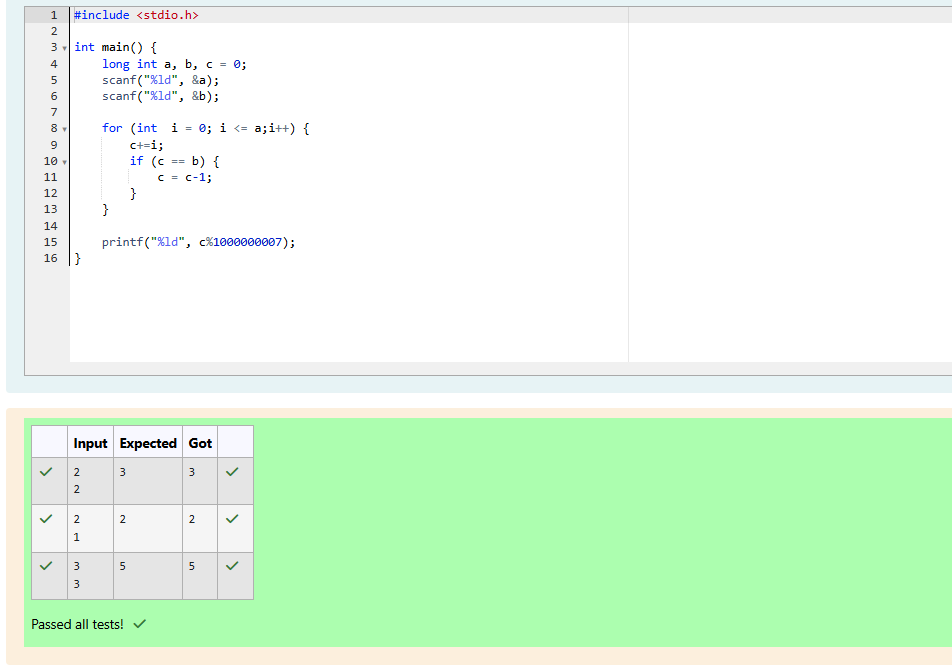 1 #include <stdio.h>
2
3 int main() {
4 long int a, b, c = 0;
5 scanf("%ld", &a);
6 scanf("%ld", &b);
7
8 for (int  i = 0; i <= a;i++) {
9 c+=i;
10 if (c == b) {
11 c = c-1;
12 }
13 }
14
15 printf("%ld", c%1000000007);
16 }
Input Expected Got
2 3 3
2
2 2 2
1
3 5 5
3
Passed all tests!